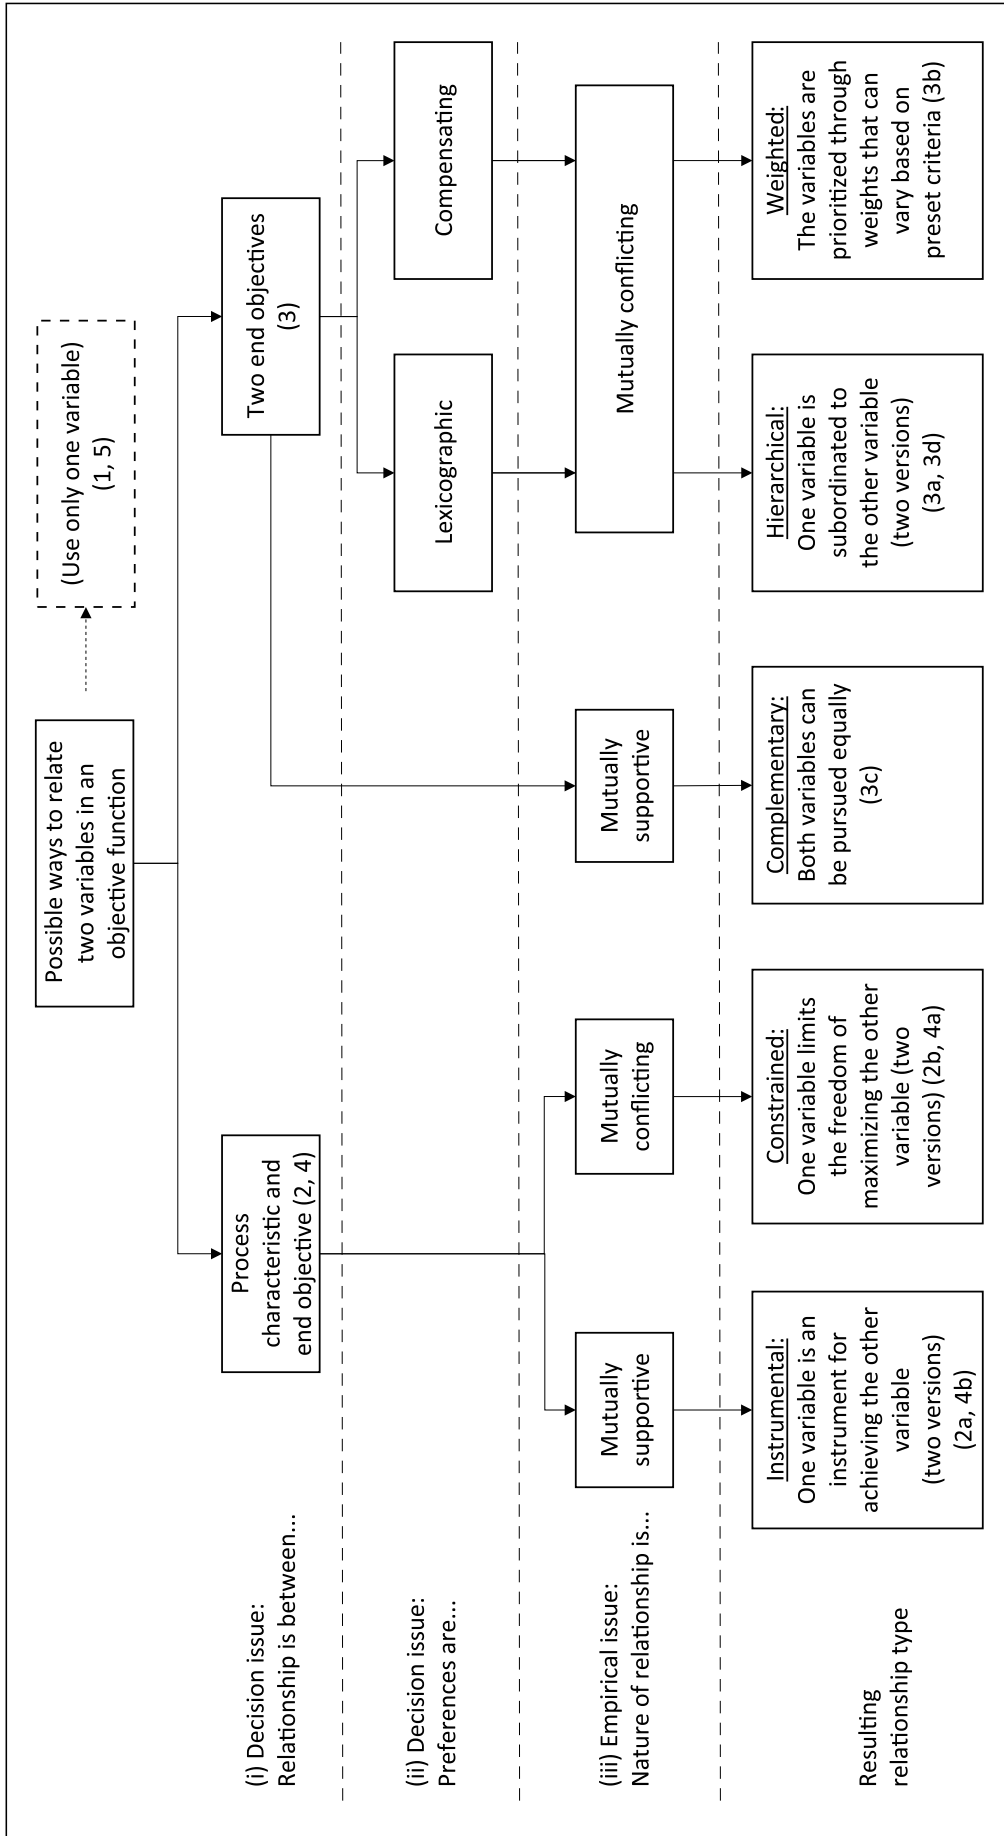 Possible ways to relate
two variables in an
objective function
(Use only one variable)
(1, 5)
(i) Decision issue:
Relationship is between...
Process
characteristic and
end objective (2, 4)
Two end objectives
(3)
(ii) Decision issue:
Preferences are...
Lexicographic
Compensating
(iii) Empirical issue:
Nature of relationship is...
Mutually
supportive
Mutually
conflicting
Mutually
supportive
Mutually conflicting
Resulting
relationship type
Instrumental:
One variable is an
instrument for
achieving the other
variable
(two versions)
(2a, 4b)
Constrained:
One variable limits
the freedom of
maximizing the other
variable (two
versions) (2b, 4a)
Complementary:
Both variables can
be pursued equally
(3c)
Hierarchical:
One variable is
subordinated to
the other variable
(two versions)
(3a, 3d)
Weighted:
The variables are
prioritized through
weights that can
vary based on
preset criteria (3b)